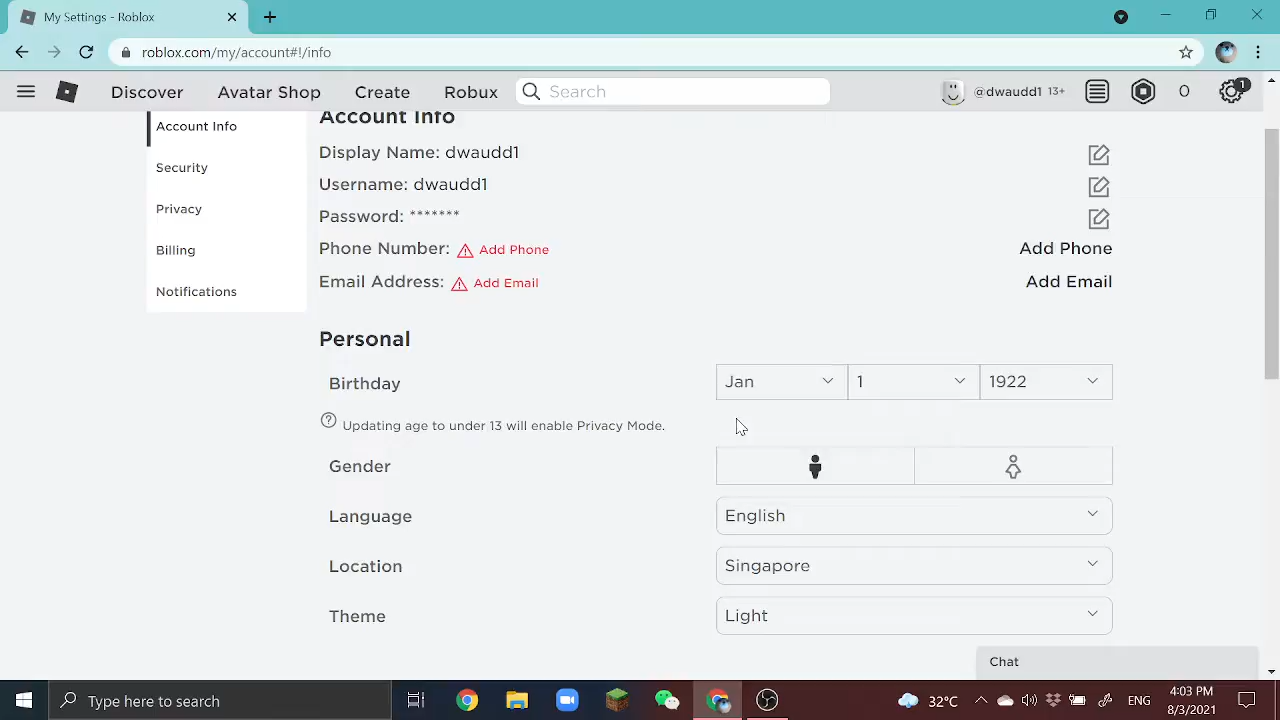 My Settings - Roblox
roblox.com/my/account#!/info
Discover Avatar Shop Create Robux Search @dwaudd1 13+ 0 1
Account Info
Security
Privacy
Billing
Notifications
Account Info
Display Name: dwaudd1
Username: dwaudd1
Password: *******
Phone Number: Add Phone Add Phone
Email Address: Add Email Add Email
Personal
Birthday Jan 1 1922
Updating age to under 13 will enable Privacy Mode.
Gender
Language English
Location Singapore
Theme Light
Chat
Type here to search 32°C ENG 4:03 PM
8/3/2021